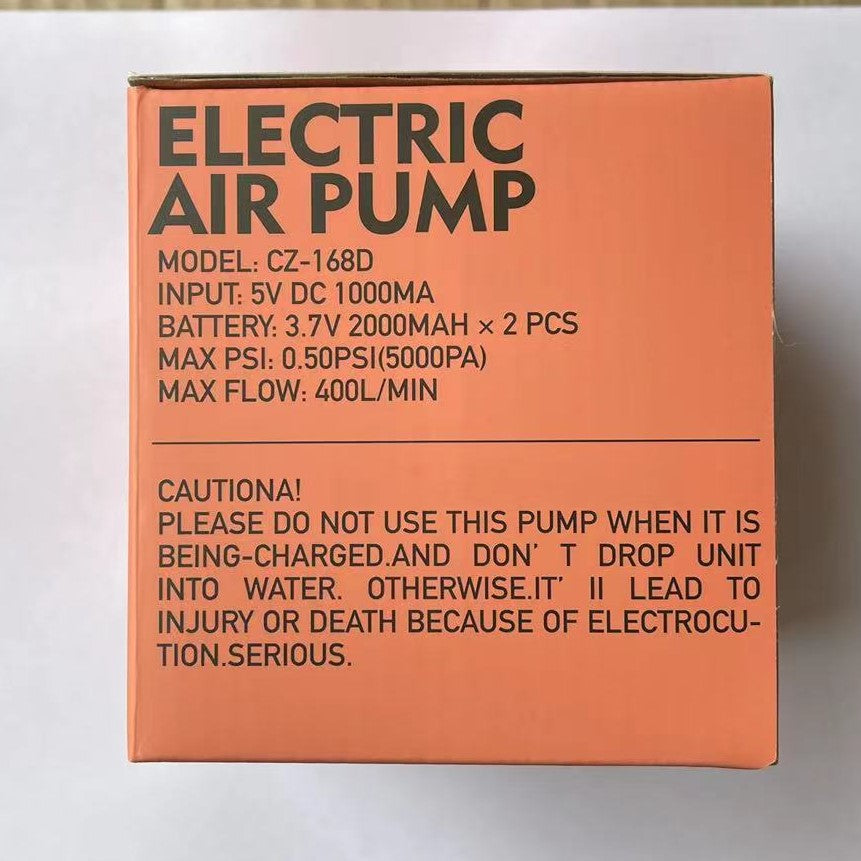 ELECTRIC
AIR PUMP
MODEL: CZ-168D
INPUT: 5V DC 1000MA
BATTERY: 3.7V 2000MAH × 2 PCS
MAX PSI: 0.50PSI(5000PA)
MAX FLOW: 400L/MIN
CAUTIONA!
PLEASE DO NOT USE THIS PUMP WHEN IT IS
BEING-CHARGED.AND DON' T DROP UNIT
INTO WATER. OTHERWISE.IT' II LEAD TO
INJURY OR DEATH BECAUSE OF ELECTROCU-
TION.SERIOUS.